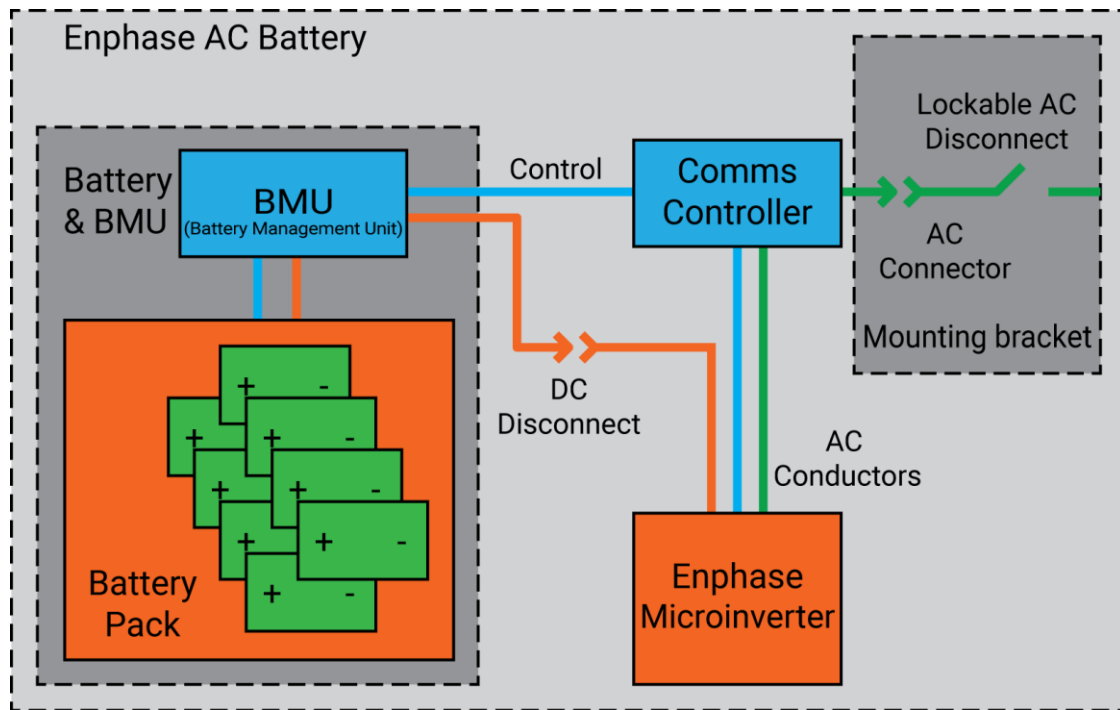 Enphase AC Battery
Lockable AC
Disconnect
Battery
& BMU
BMU
(Battery Management Unit)
Control
Comms
Controller
AC
Connector
Mounting bracket
DC
Disconnect
AC
Conductors
+ -
+
+ -
+
+ -
+
+ -
+ -
Battery
Pack
Enphase
Microinverter